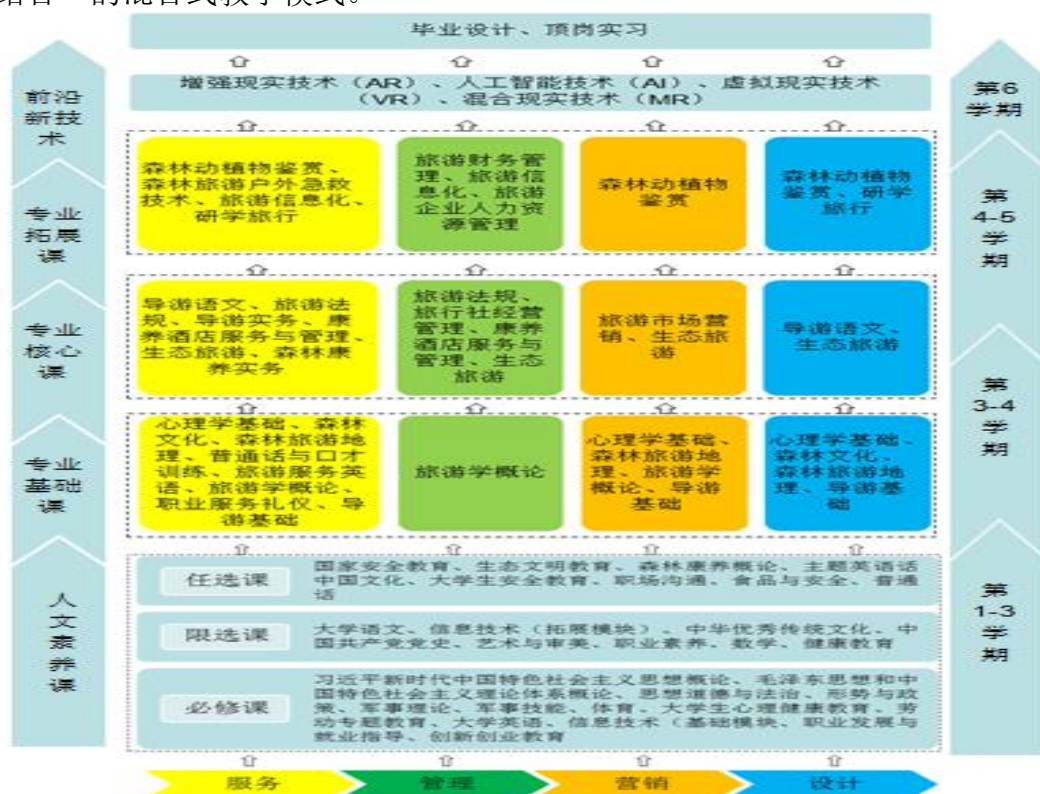 结合”的混合式教学模式。
毕业设计、顶岗实习
增强现实技术（AR）、人工智能技术（AI）、虚拟现实技术
（VR）、混合现实技术（MR）
前沿
新技
术
第6
学期
森林动植物鉴赏、
森林旅游户外急救
技术、旅游信息化、
研学旅行
旅游财务管
理、旅游信
息化、旅游
企业人力资
源管理
森林动植物
鉴赏
森林动植物
鉴赏、研学
旅行
专业
拓展
课
第
4-5
学
期
导游语文、旅游法
规、导游实务、康
养酒店服务与管理、
生态旅游、森林康
养实务
旅游法规、
旅行社经营
管理、康养
酒店服务与
管理、生态
旅游
旅游市场营
销、生态旅
游
导游语文、
生态旅游
专业
核心
课
第
3-4
学
期
心理学基础、森林
文化、森林旅游地
理、普通话与口才
训练、旅游服务英
语、旅游学概论、
职业服务礼仪、导
游基础
旅游学概论
心理学基础、
森林旅游地
理、旅游学
概论、导游
基础
心理学基础、
森林文化、
森林旅游地
理、导游基
础
专业
基础
课
人
文
素
养
课
第
1-3
学
期
任选课
国家安全教育、生态文明教育、森林康养概论、主题英语话
中国文化、大学生安全教育、职场沟通、食品与安全、普通
话
限选课
大学语文、信息技术（拓展模块）、中华优秀传统文化、中
国共产党党史、艺术与审美、职业素养、数学、健康教育
必修课
习近平新时代中国特色社会主义思想概论、毛泽东思想和中
国特色社会主义理论体系概论、思想道德与法治、形势与政
策、军事理论、军事技能、体育、大学生心理健康教育、劳
动专题教育、大学英语、信息技术（基础模块、职业发展与
就业指导、创新创业教育
服务
管理
营销
设计